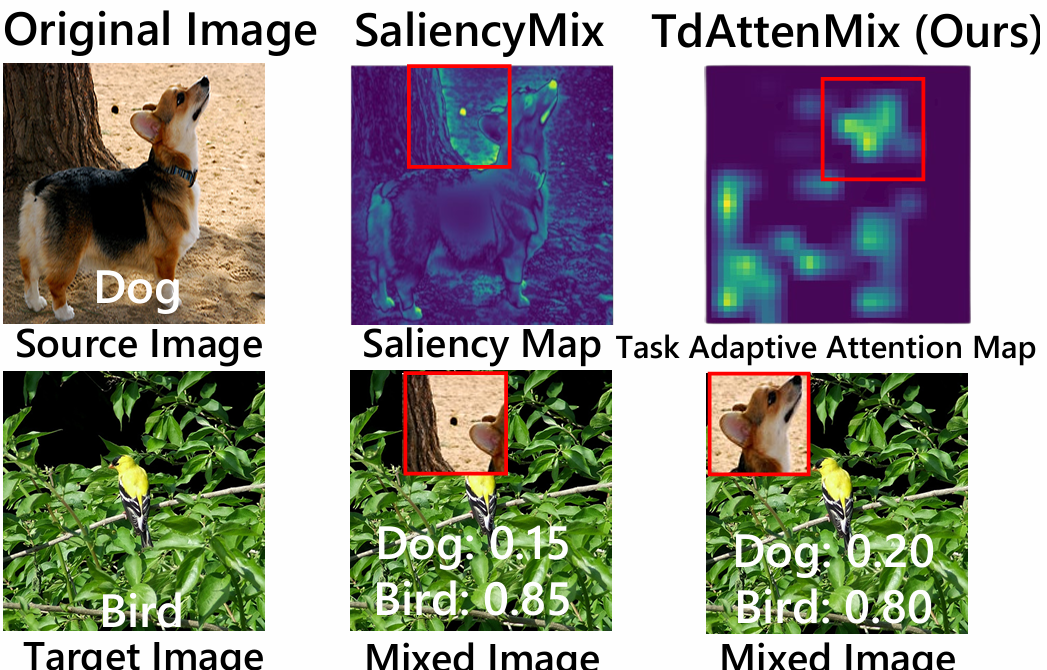 Original Image
SaliencyMix
TdAttenMix (Ours)
Dog
Source Image
Saliency Map
Task Adaptive Attention Map
Bird
Dog: 0.15
Bird: 0.85
Dog: 0.20
Bird: 0.80
Target Image
Mixed Image
Mixed Image